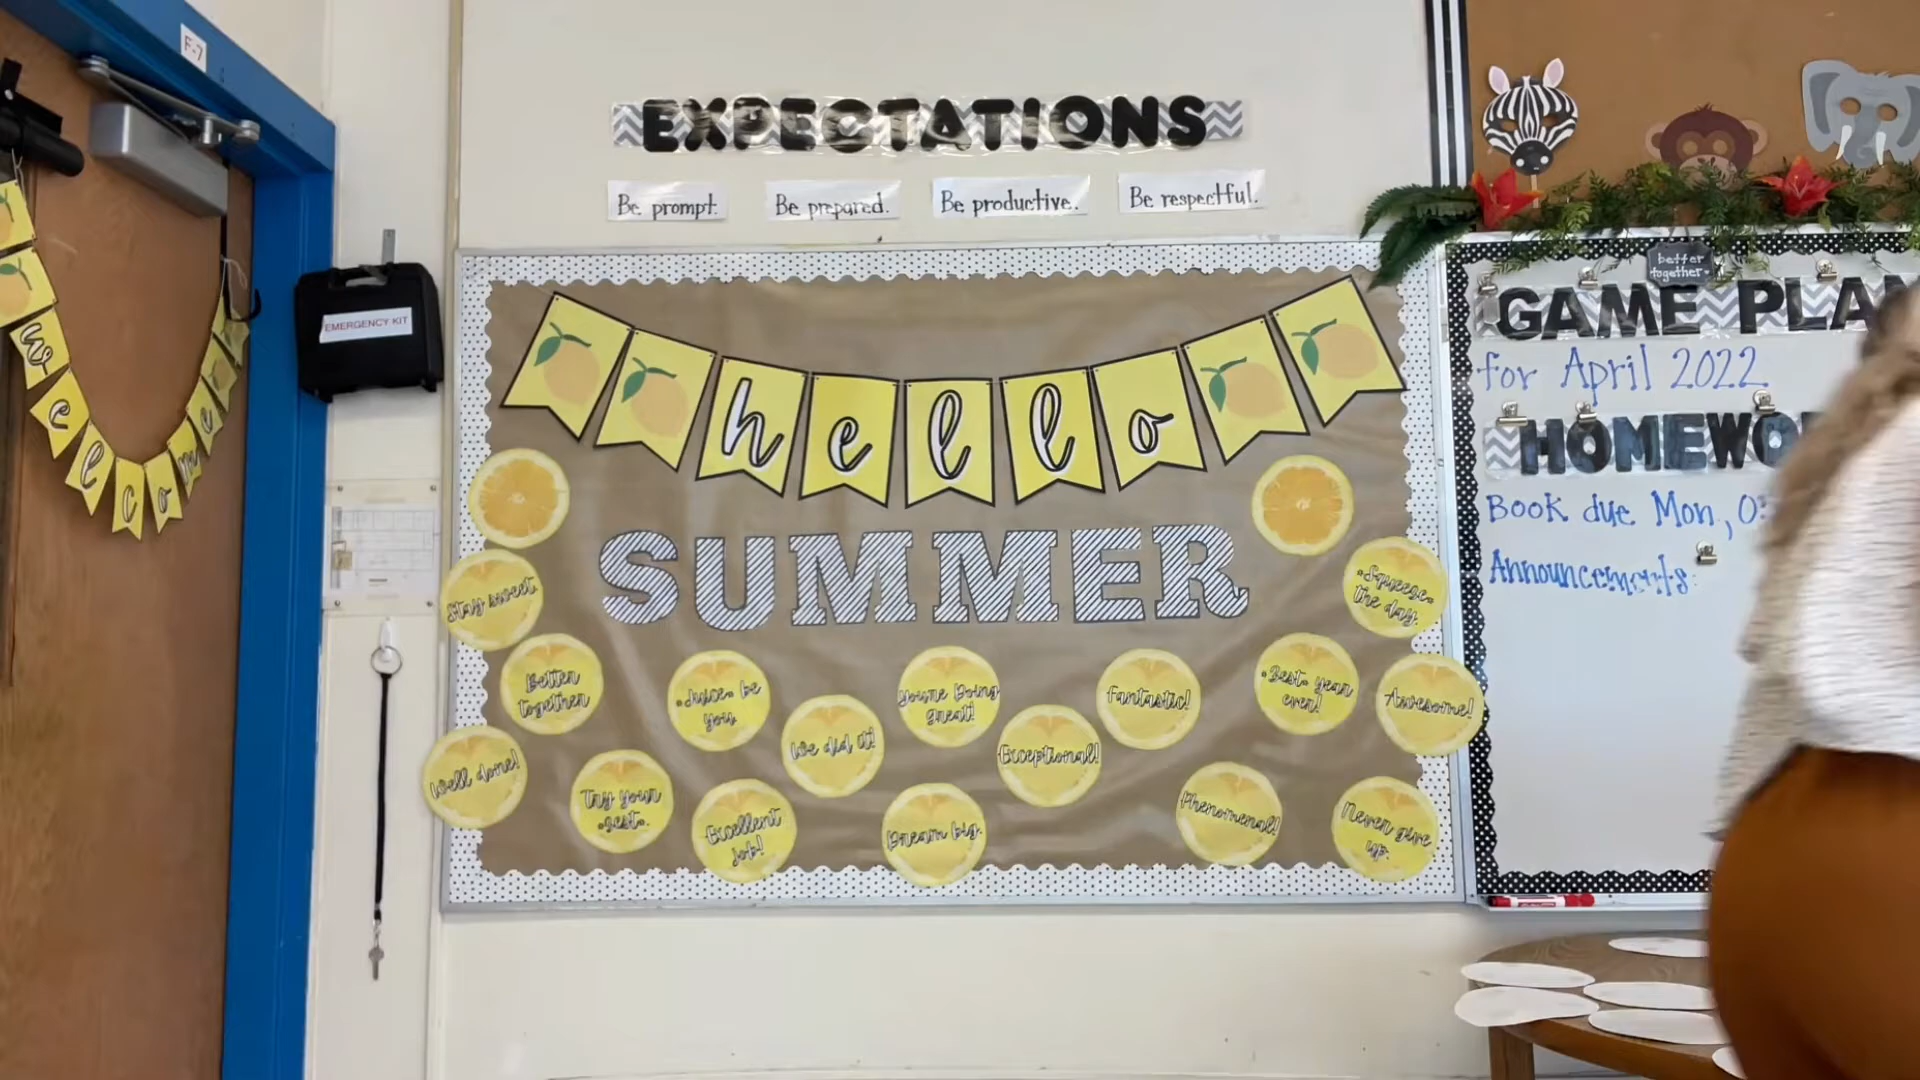 F-7
EXPECTATIONS
Be prompt.
Be prepared.
Be productive.
Be respectful.
welcome
EMERGENCY KIT
hello
SUMMER
Stay sweet
Better
together
Well done!
Try your
"Best".
"Juice" be
you
Excellent
job!
We did it!
You're Doing
great!
Dream big.
Exceptional!
Fantastic!
Phenomenal!
"Best" year
ever!
"Squeeze"
the day.
Awesome!
Never give
up.
better
together
GAME PLAN
for April 2022
HOMEWO
Book due Mon, 0
Announcements: